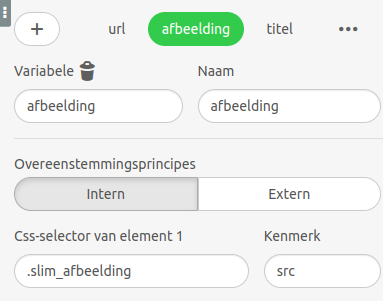 + url afbeelding titel •••
Variabele Naam
afbeelding afbeelding
Overeenstemmingsprincipes
Intern Extern
Css-selector van element 1 Kenmerk
.slim_afbeelding src